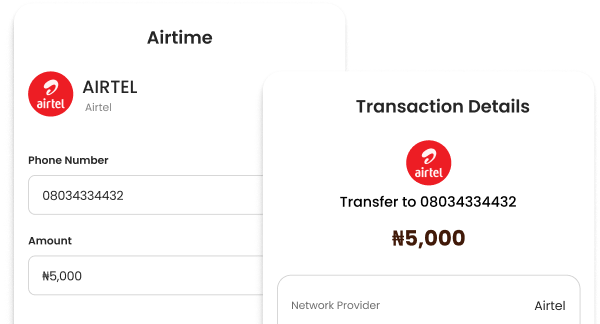 Airtime
airtel
AIRTEL
Airtel
Phone Number
08034334432
Amount
₦5,000
Transaction Details
airtel
Transfer to 08034334432
₦5,000
Network Provider Airtel